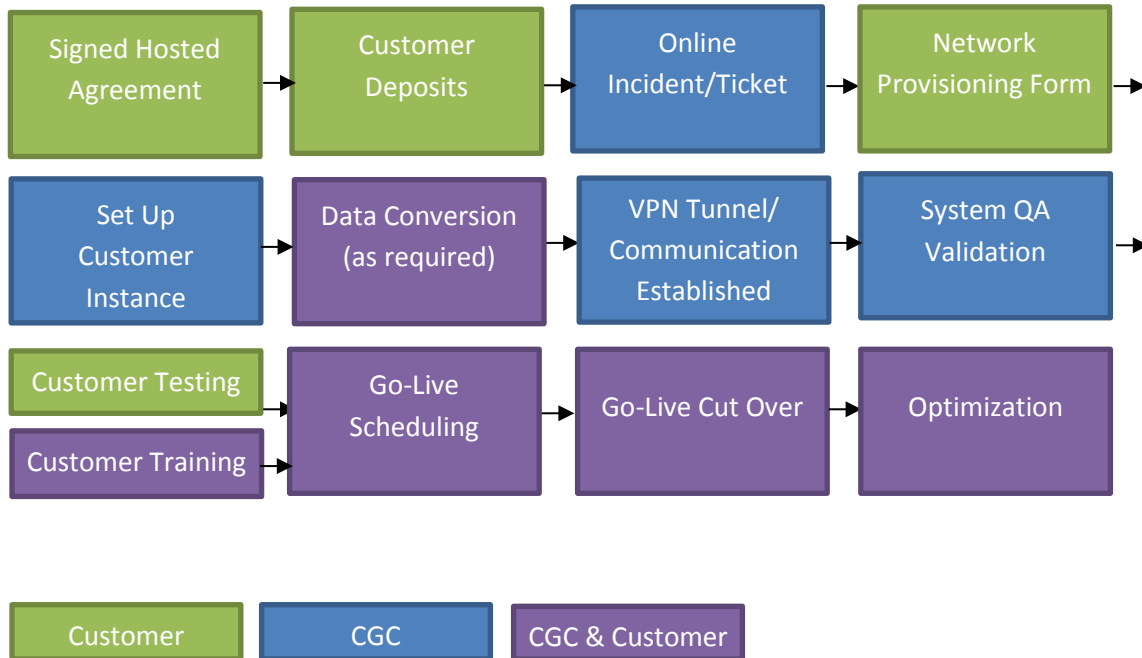 Signed Hosted
Agreement
Customer
Deposits
Online
Incident/Ticket
Network
Provisioning Form
Set Up
Customer
Instance
Data Conversion
(as required)
VPN Tunnel/
Communication
Established
System QA
Validation
Customer Testing
Customer Training
Go-Live
Scheduling
Go-Live Cut Over
Optimization
Customer
CGC
CGC & Customer